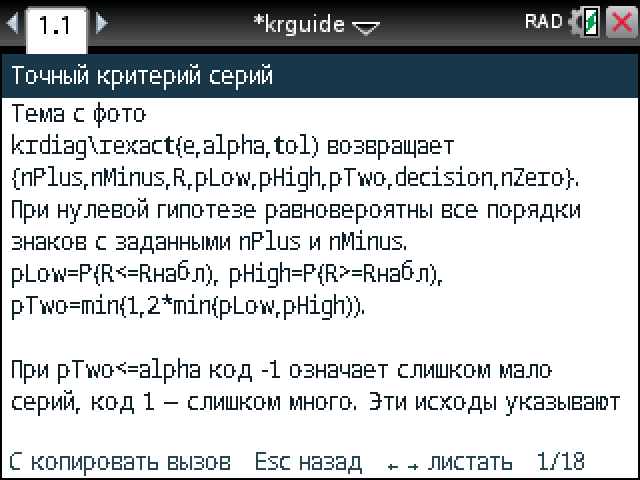 1.1
*krguide
RAD
Точный критерий серий
Тема с фото
krdiag\rexact(e,alpha,tol) возвращает
{nPlus,nMinus,R,pLow,pHigh,pTwo,decision,nZero}.
При нулевой гипотезе равновероятны все порядки
знаков с заданными nPlus и nMinus.
pLow=P(R<=Rнабл), pHigh=P(R>=Rнабл),
pTwo=min(1,2*min(pLow,pHigh)).
При pTwo<=alpha код -1 означает слишком мало
серий, код 1 — слишком много. Эти исходы указывают
C копировать вызов Esc назад ←→ листать 1/18